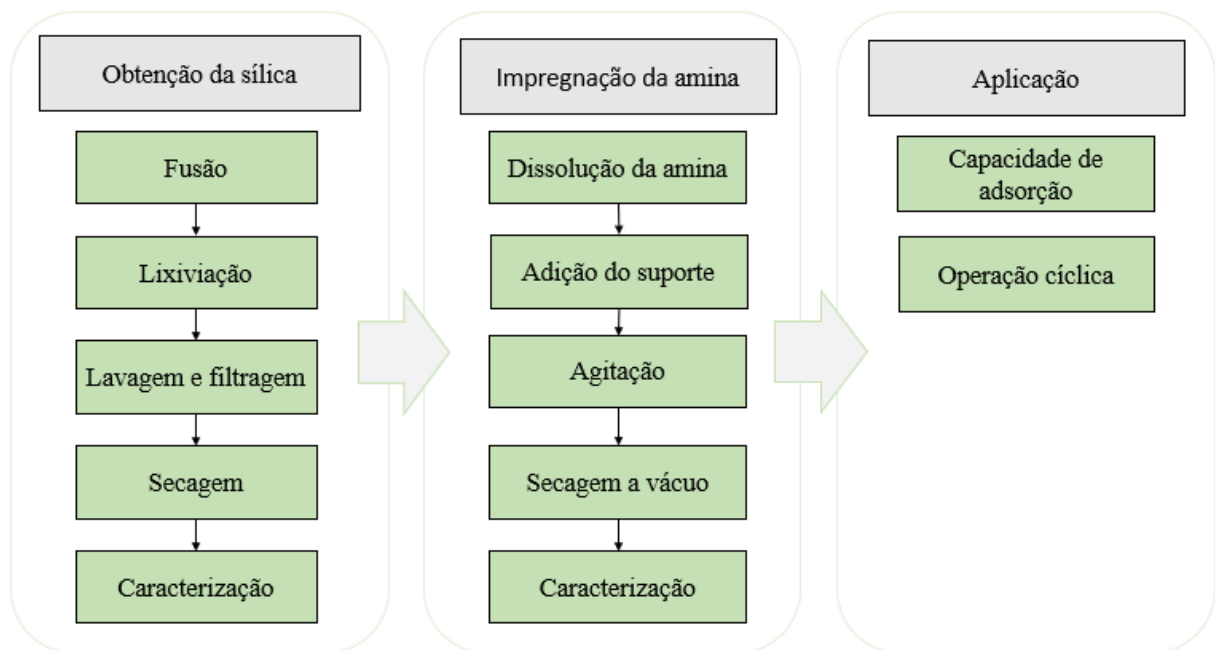 Obtenção da sílica
Fusão
Lixiviação
Lavagem e filtragem
Secagem
Caracterização
Impregnação da amina
Dissolução da amina
Adição do suporte
Agitação
Secagem a vácuo
Caracterização
Aplicação
Capacidade de
adsorção
Operação cíclica